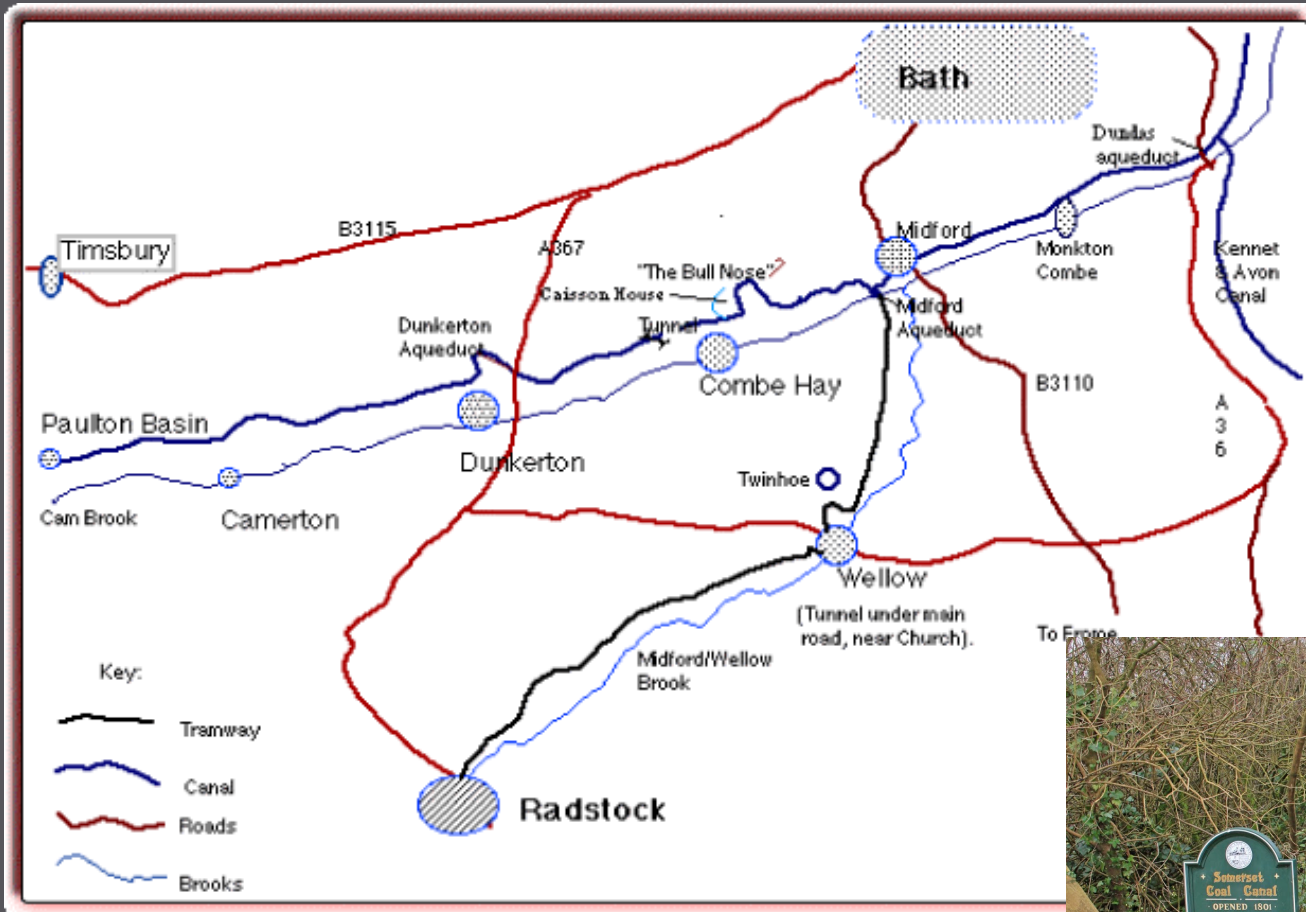 Bath
Dundas
aqueduct
B3115
Timsbury
A367
Midford
"The Bull Nose"
Monkton
Combe
Kennet
& Avon
Canal
Caisson House
Midford
Aqueduct
Dunkerton
Aqueduct
Tunnel
Combe Hay
B3110
A
3
6
Paulton Basin
Dunkerton
Twinhoe
Cam Brook
Camerton
Wellow
(Tunnel under main
road, near Church).
To
Midford/Wellow
Brook
Key:
Tramway
Canal
Roads
Brooks
Radstock
Somerset
Coal Canal
OPENED 1801